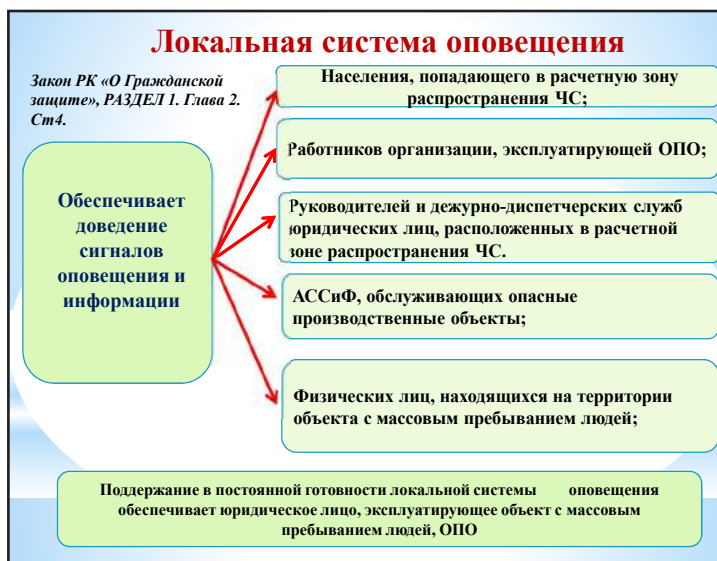 Локальная система оповещения
Закон РК «О Гражданской
защите», РАЗДЕЛ 1. Глава 2.
Ст4.
Обеспечивает
доведение
сигналов
оповещения и
информации
Населения, попадающего в расчетную зону
распространения ЧС;
Работников организации, эксплуатирующей ОПО;
Руководителей и дежурно-диспетчерских служб
юридических лиц, расположенных в расчетной
зоне распространения ЧС.
АССиФ, обслуживающих опасные
производственные объекты;
Физических лиц, находящихся на территории
объекта с массовым пребыванием людей;
Поддержание в постоянной готовности локальной системы оповещения
обеспечивает юридическое лицо, эксплуатирующее объект с массовым
пребыванием людей, ОПО